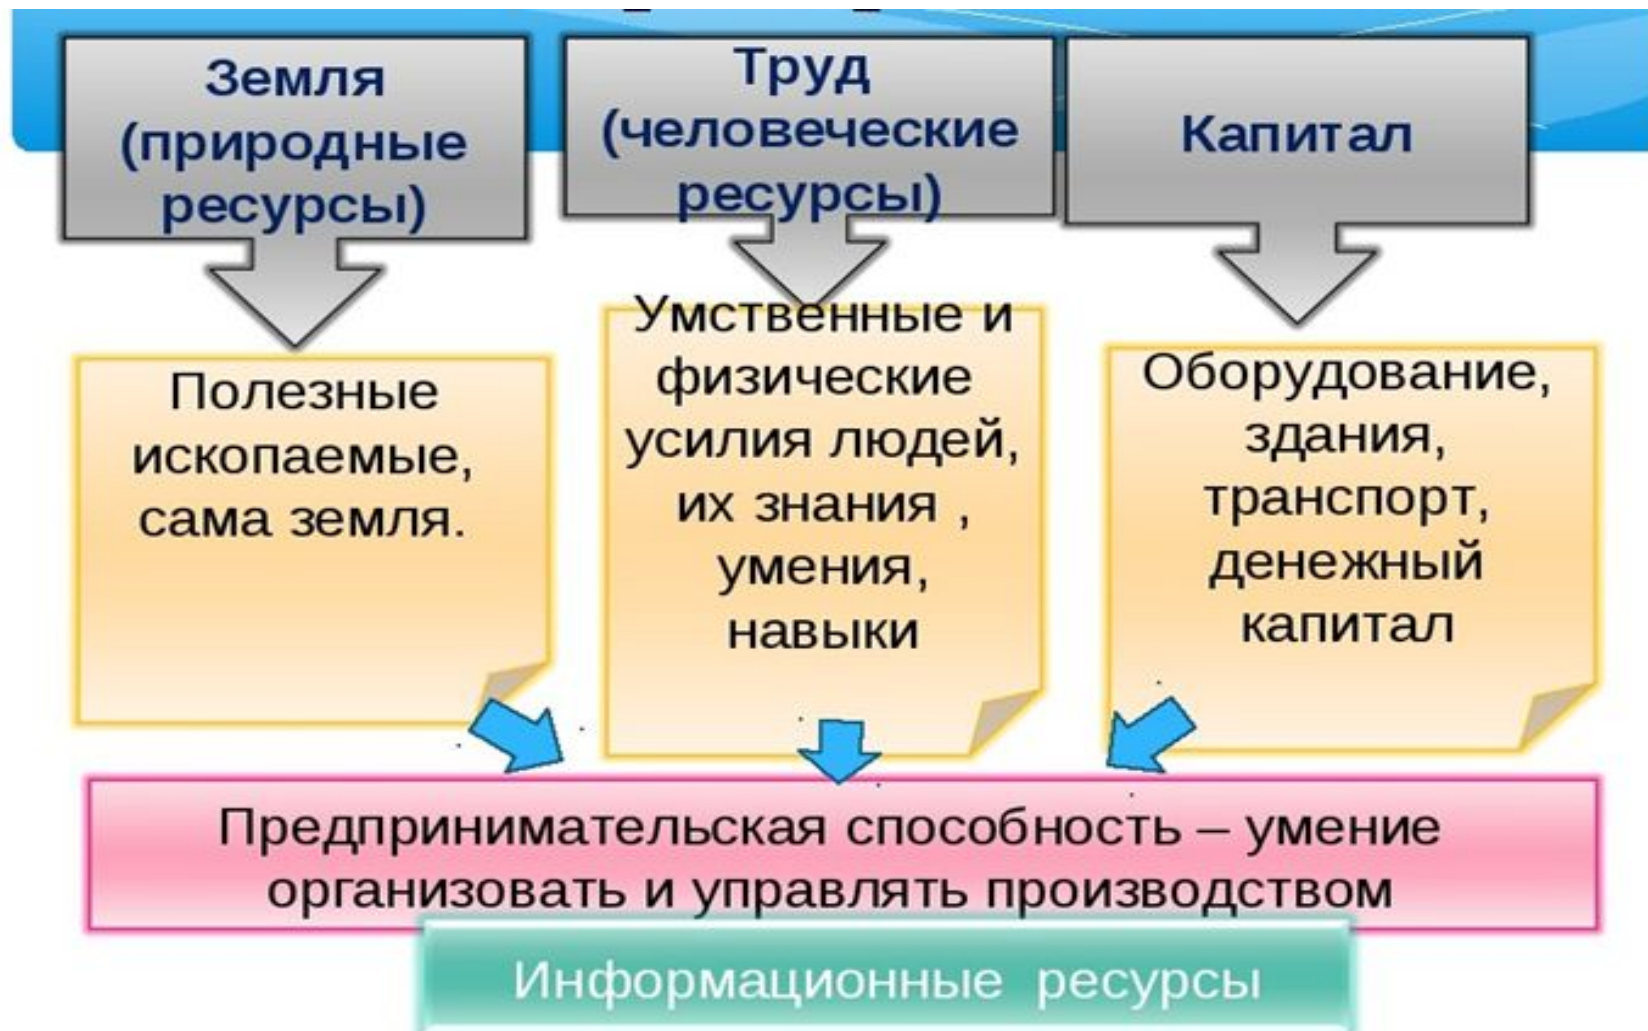 Земля
(природные
ресурсы)
Труд
(человеческие
ресурсы)
Капитал
Полезные
ископаемые,
сама земля.
Умственные и
физические
усилия людей,
их знания ,
умения,
навыки
Оборудование,
здания,
транспорт,
денежный
капитал
Предпринимательская способность – умение
организовать и управлять производством
Информационные ресурсы